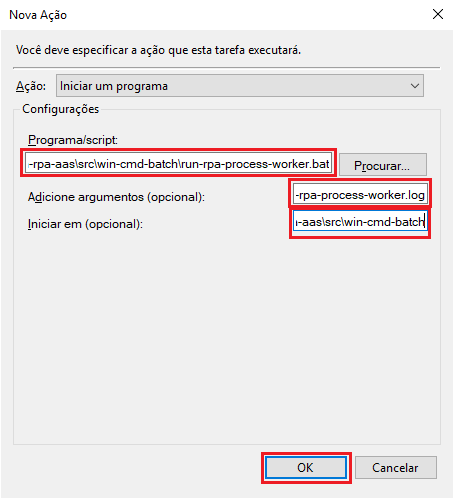 Nova Ação
Você deve especificar a ação que esta tarefa executará.
Ação: Iniciar um programa
Configurações
Programa/script:
-rpa-aas\src\win-cmd-batch\run-rpa-process-worker.bat Procurar...
Adicione argumentos (opcional): -rpa-process-worker.log
Iniciar em (opcional): -aas\src\win-cmd-batch
OK Cancelar